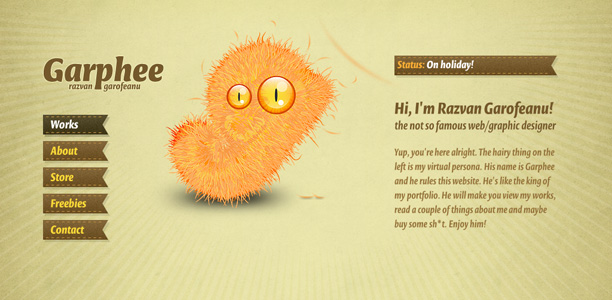 Garphee
razvan garofeanu
Works
About
Store
Freebies
Contact
Status: On holiday!
Hi, I'm Razvan Garofeanu!
the not so famous web/graphic designer
Yup, you're here alright. The hairy thing on the
left is my virtual persona. His name is Garphee
and he rules this website. He's like the king of
my portfolio. He will make you view my works,
read a couple of things about me and maybe
buy some sh*t. Enjoy him!